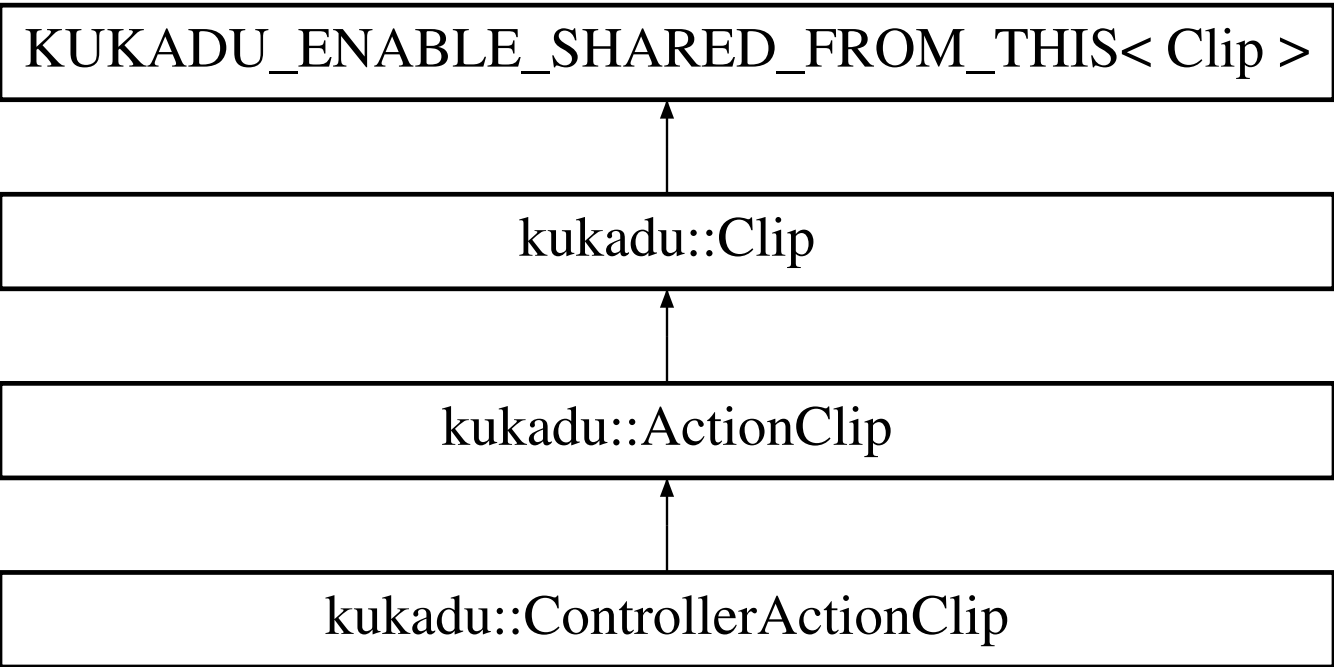 KUKADU_ENABLE_SHARED_FROM_THIS< Clip >
kukadu::Clip
kukadu::ActionClip
kukadu::ControllerActionClip